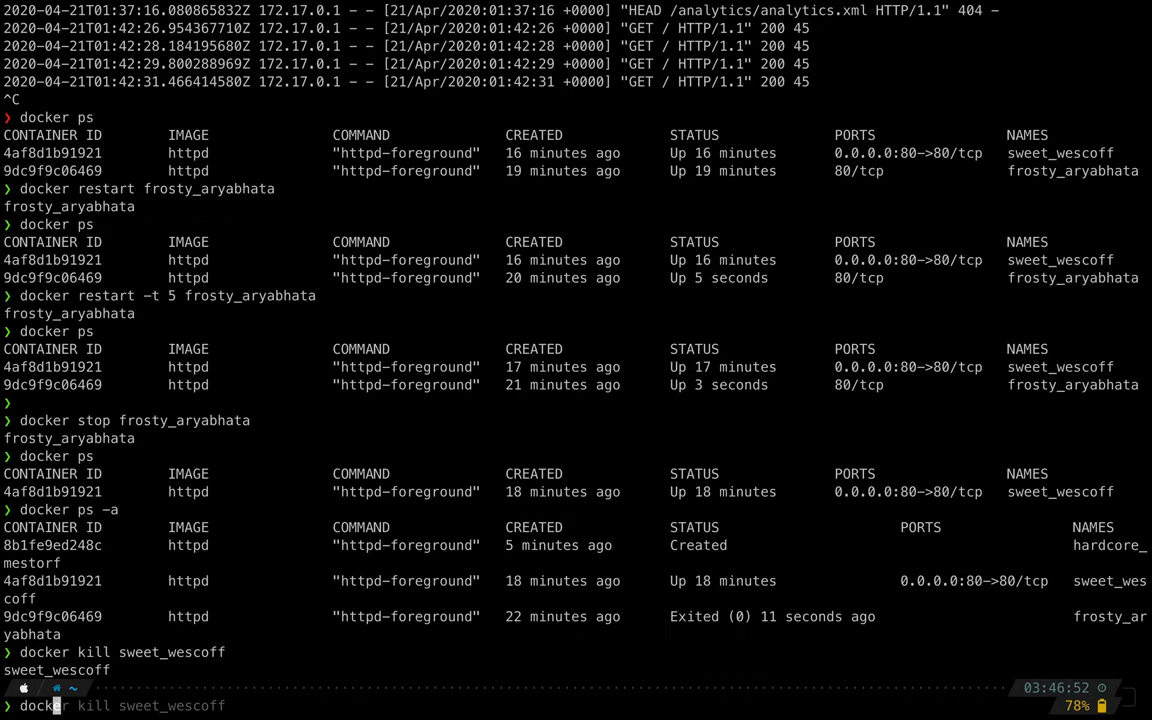 2020-04-21T01:37:16.080865832Z 172.17.0.1 - - [21/Apr/2020:01:37:16 +0000] "HEAD /analytics/analytics.xml HTTP/1.1" 404 -
2020-04-21T01:42:26.954367710Z 172.17.0.1 - - [21/Apr/2020:01:42:26 +0000] "GET / HTTP/1.1" 200 45
2020-04-21T01:42:28.184195680Z 172.17.0.1 - - [21/Apr/2020:01:42:28 +0000] "GET / HTTP/1.1" 200 45
2020-04-21T01:42:29.800288969Z 172.17.0.1 - - [21/Apr/2020:01:42:29 +0000] "GET / HTTP/1.1" 200 45
2020-04-21T01:42:31.466414580Z 172.17.0.1 - - [21/Apr/2020:01:42:31 +0000] "GET / HTTP/1.1" 200 45
^C
❯ docker ps
CONTAINER ID IMAGE COMMAND CREATED STATUS PORTS NAMES
4af8d1b91921 httpd "httpd-foreground" 16 minutes ago Up 16 minutes 0.0.0.0:80->80/tcp sweet_wescoff
9dc9f9c06469 httpd "httpd-foreground" 19 minutes ago Up 19 minutes 80/tcp frosty_aryabhata
❯ docker restart frosty_aryabhata
frosty_aryabhata
❯ docker ps
CONTAINER ID IMAGE COMMAND CREATED STATUS PORTS NAMES
4af8d1b91921 httpd "httpd-foreground" 16 minutes ago Up 16 minutes 0.0.0.0:80->80/tcp sweet_wescoff
9dc9f9c06469 httpd "httpd-foreground" 20 minutes ago Up 5 seconds 80/tcp frosty_aryabhata
❯ docker restart -t 5 frosty_aryabhata
frosty_aryabhata
❯ docker ps
CONTAINER ID IMAGE COMMAND CREATED STATUS PORTS NAMES
4af8d1b91921 httpd "httpd-foreground" 17 minutes ago Up 17 minutes 0.0.0.0:80->80/tcp sweet_wescoff
9dc9f9c06469 httpd "httpd-foreground" 21 minutes ago Up 3 seconds 80/tcp frosty_aryabhata
❯
❯ docker stop frosty_aryabhata
frosty_aryabhata
❯ docker ps
CONTAINER ID IMAGE COMMAND CREATED STATUS PORTS NAMES
4af8d1b91921 httpd "httpd-foreground" 18 minutes ago Up 18 minutes 0.0.0.0:80->80/tcp sweet_wescoff
❯ docker ps -a
CONTAINER ID IMAGE COMMAND CREATED STATUS PORTS NAMES
8b1fe9ed248c httpd "httpd-foreground" 5 minutes ago Created hardcore_
mestorf
4af8d1b91921 httpd "httpd-foreground" 18 minutes ago Up 18 minutes 0.0.0.0:80->80/tcp sweet_wes
coff
9dc9f9c06469 httpd "httpd-foreground" 22 minutes ago Exited (0) 11 seconds ago frosty_ar
yabhata
❯ docker kill sweet_wescoff
sweet_wescoff
~ 03:46:52
❯ docker kill sweet_wescoff 78%